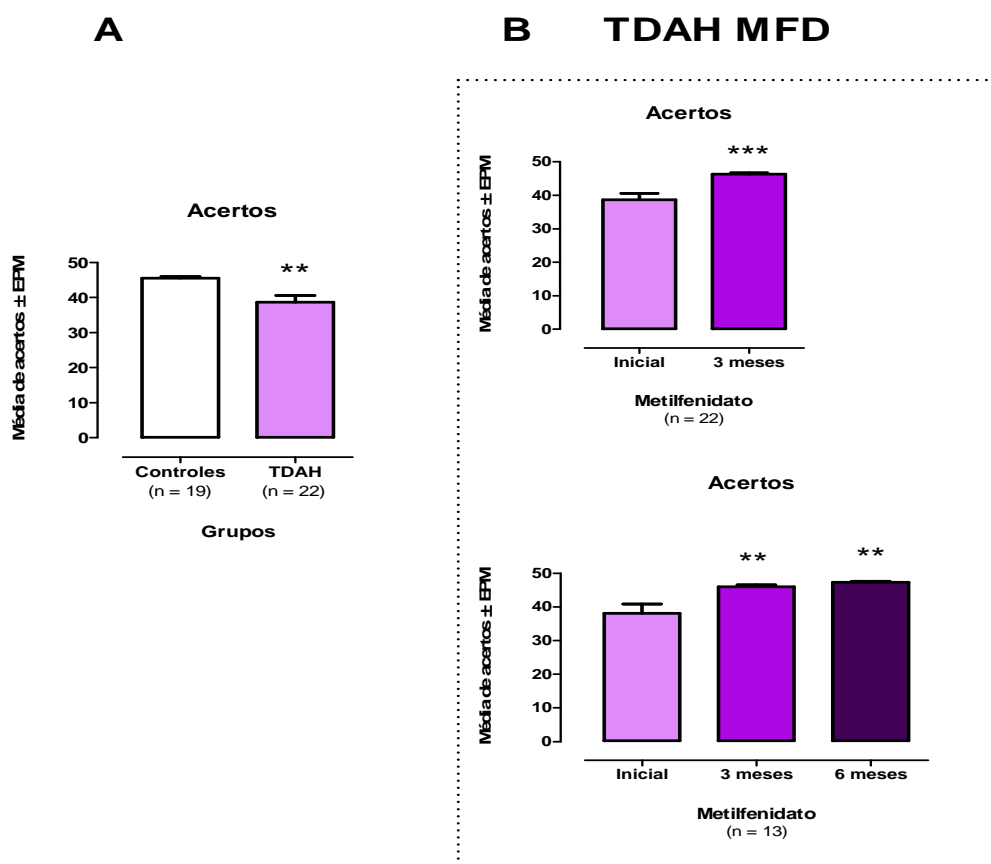 A
B TDAH MFD
Acertos
**
Média de acertos ± EPM
50
40
30
20
10
0
Controles TDAH
(n = 19) (n = 22)
Grupos
Acertos
***
Média de acertos ± EPM
50
40
30
20
10
0
Inicial 3 meses
Metilfenidato
(n = 22)
Acertos
** **
Média de acertos ± EPM
50
40
30
20
10
0
Inicial 3 meses 6 meses
Metilfenidato
(n = 13)